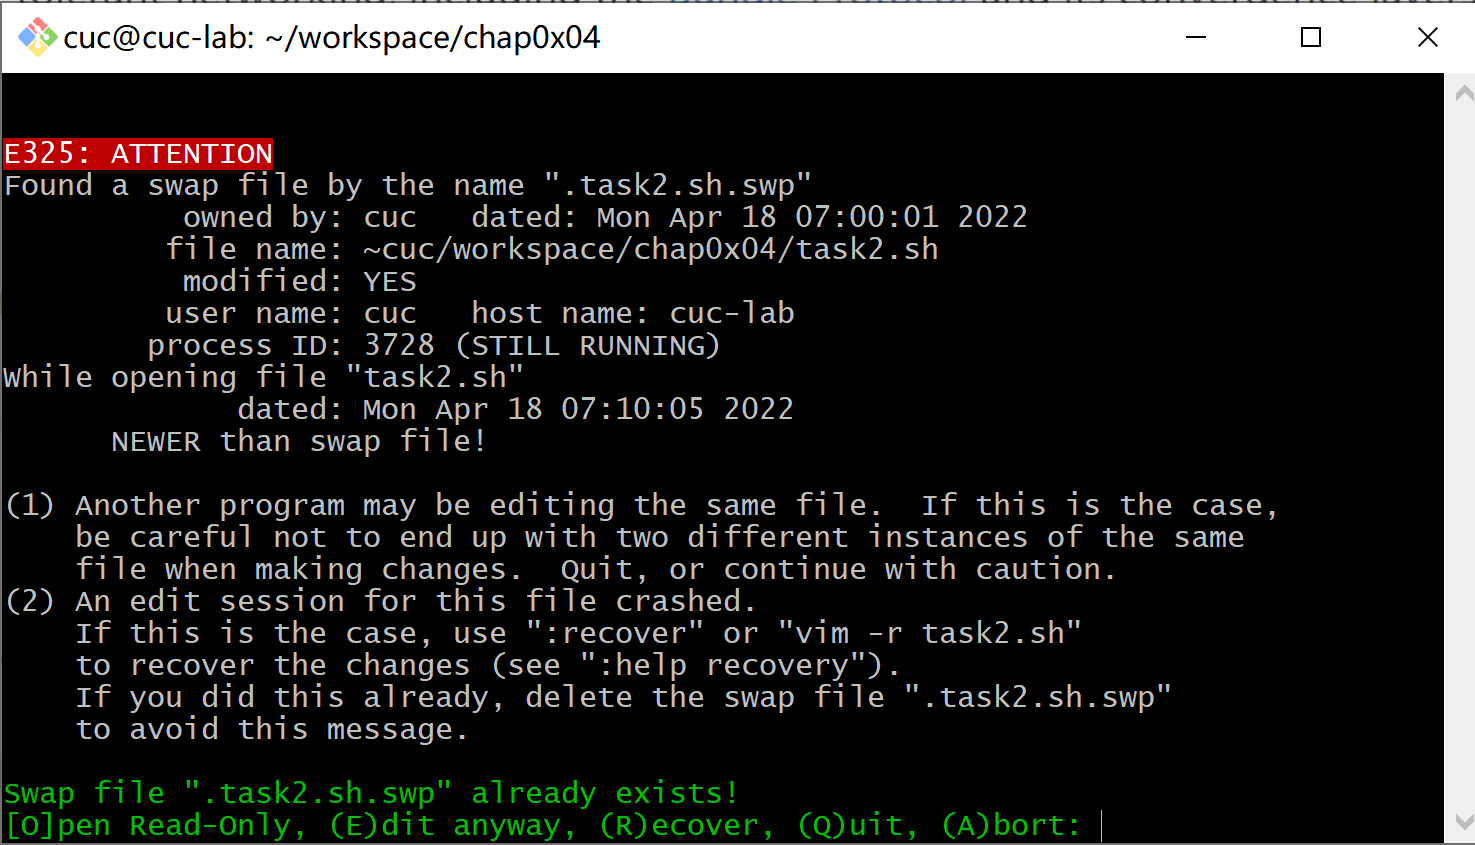 cuc@cuc-lab: ~/workspace/chap0x04
E325: ATTENTION
Found a swap file by the name ".task2.sh.swp"
          owned by: cuc   dated: Mon Apr 18 07:00:01 2022
         file name: ~cuc/workspace/chap0x04/task2.sh
          modified: YES
         user name: cuc   host name: cuc-lab
        process ID: 3728 (STILL RUNNING)
While opening file "task2.sh"
             dated: Mon Apr 18 07:10:05 2022
      NEWER than swap file!
(1) Another program may be editing the same file.  If this is the case,
    be careful not to end up with two different instances of the same
    file when making changes.  Quit, or continue with caution.
(2) An edit session for this file crashed.
    If this is the case, use ":recover" or "vim -r task2.sh"
    to recover the changes (see ":help recovery").
    If you did this already, delete the swap file ".task2.sh.swp"
    to avoid this message.
Swap file ".task2.sh.swp" already exists!
[O]pen Read-Only, (E)dit anyway, (R)ecover, (Q)uit, (A)bort: